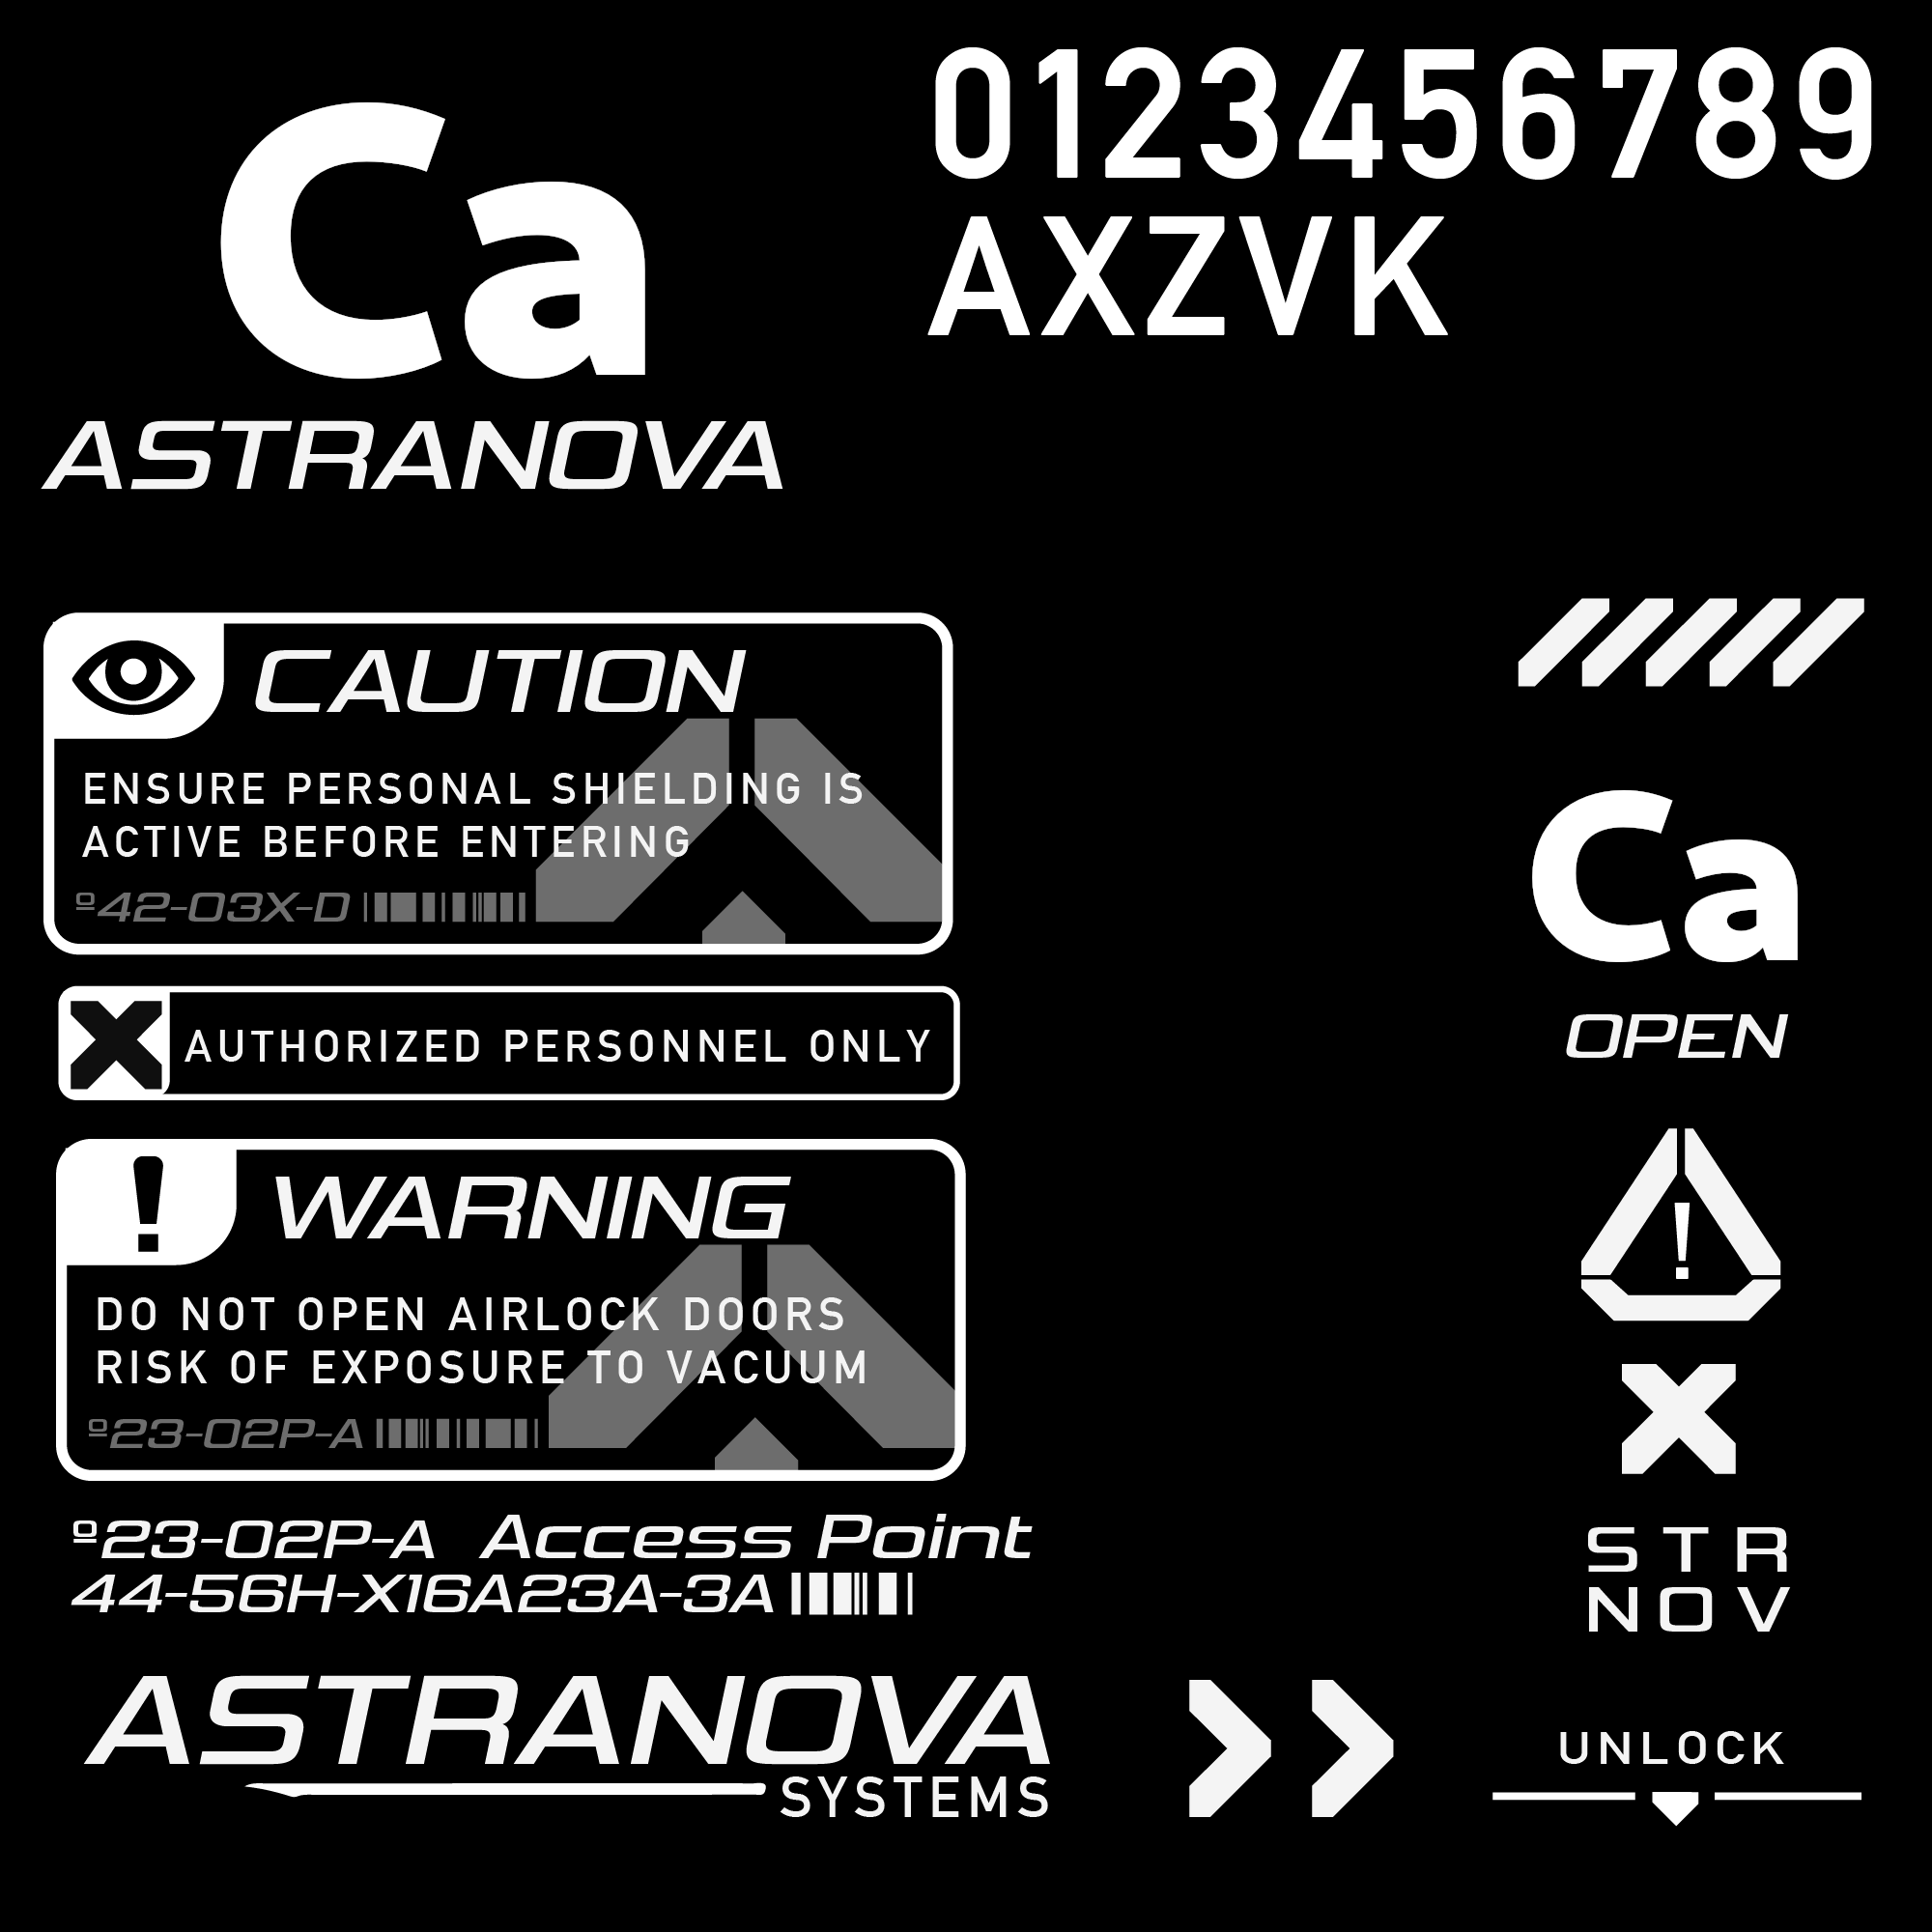 Ca
ASTRANOVA
0123456789
AXZVK
CAUTION
ENSURE PERSONAL SHIELDING IS
ACTIVE BEFORE ENTERING
º42-03X-D
AUTHORIZED PERSONNEL ONLY
!
WARNING
DO NOT OPEN AIRLOCK DOORS
RISK OF EXPOSURE TO VACUUM
º23-02P-A
º23-02P-A Access Point
44-56H-X16A23A-3A
ASTRANOVA
SYSTEMS
Ca
OPEN
!
STR
NOV
UNLOCK